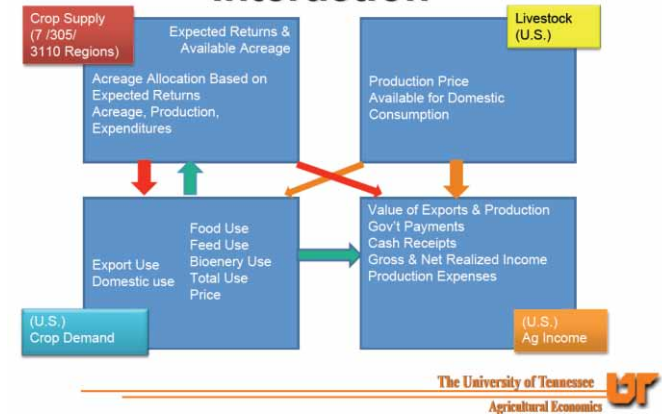 Crop Supply
(7 /305/
3110 Regions)
Expected Returns &
Available Acreage
Acreage Allocation Based on
Expected Returns
Acreage, Production,
Expenditures
Livestock
(U.S.)
Production Price
Available for Domestic
Consumption
Export Use
Domestic use
Food Use
Feed Use
Bioenery Use
Total Use
Price
(U.S.)
Crop Demand
Value of Exports & Production
Gov't Payments
Cash Receipts
Gross & Net Realized Income
Production Expenses
(U.S.)
Ag Income
The University of Tennessee
UT
Agricultural Economics